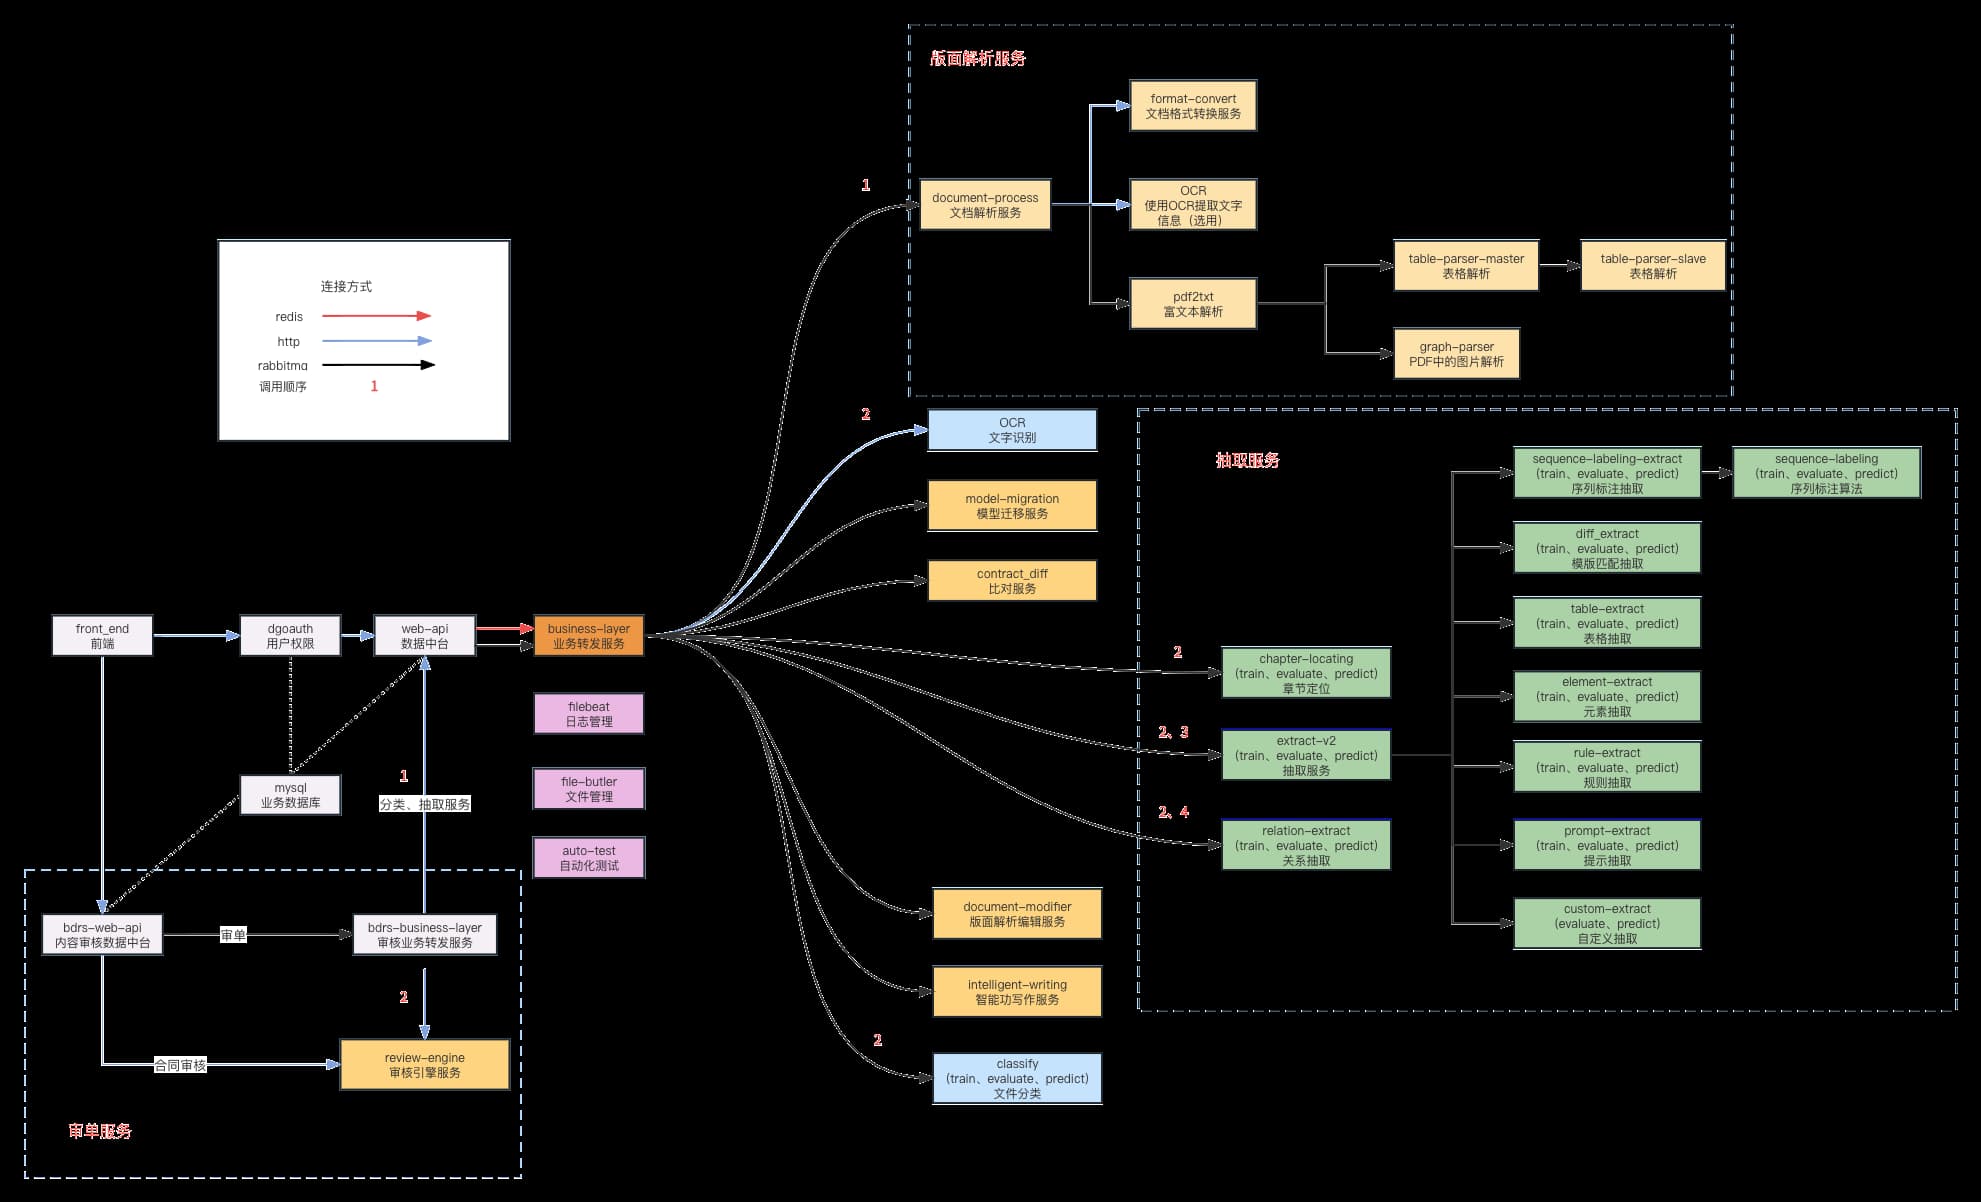 版面解析服务
format-convert
文档格式转换服务
1
document-process
文档解析服务
OCR
使用OCR提取文字
信息（选用）
pdf2txt
富文本解析
table-parser-master
表格解析
table-parser-slave
表格解析
graph-parser
PDF中的图片解析
连接方式
redis
http
rabbitmq
调用顺序
1
2
OCR
文字识别
model-migration
模型迁移服务
contract_diff
比对服务
抽取服务
sequence-labeling-extract
(train、evaluate、predict)
序列标注抽取
sequence-labeling
(train、evaluate、predict)
序列标注算法
diff_extract
(train、evaluate、predict)
模版匹配抽取
table-extract
(train、evaluate、predict)
表格抽取
element-extract
(train、evaluate、predict)
元素抽取
rule-extract
(train、evaluate、predict)
规则抽取
prompt-extract
(train、evaluate、predict)
提示抽取
custom-extract
(evaluate、predict)
自定义抽取
2
chapter-locating
(train、evaluate、predict)
章节定位
2、3
extract-v2
(train、evaluate、predict)
抽取服务
2、4
relation-extract
(train、evaluate、predict)
关系抽取
front_end
前端
dgoauth
用户权限
web-api
数据中台
business-layer
业务转发服务
filebeat
日志管理
file-butler
文件管理
auto-test
自动化测试
mysql
业务数据库
1
分类、抽取服务
bdrs-web-api
内容审核数据中台
审单
bdrs-business-layer
审核业务转发服务
2
合同审核
review-engine
审核引擎服务
审单服务
document-modifier
版面解析编辑服务
intelligent-writing
智能功写作服务
2
classify
(train、evaluate、predict)
文件分类